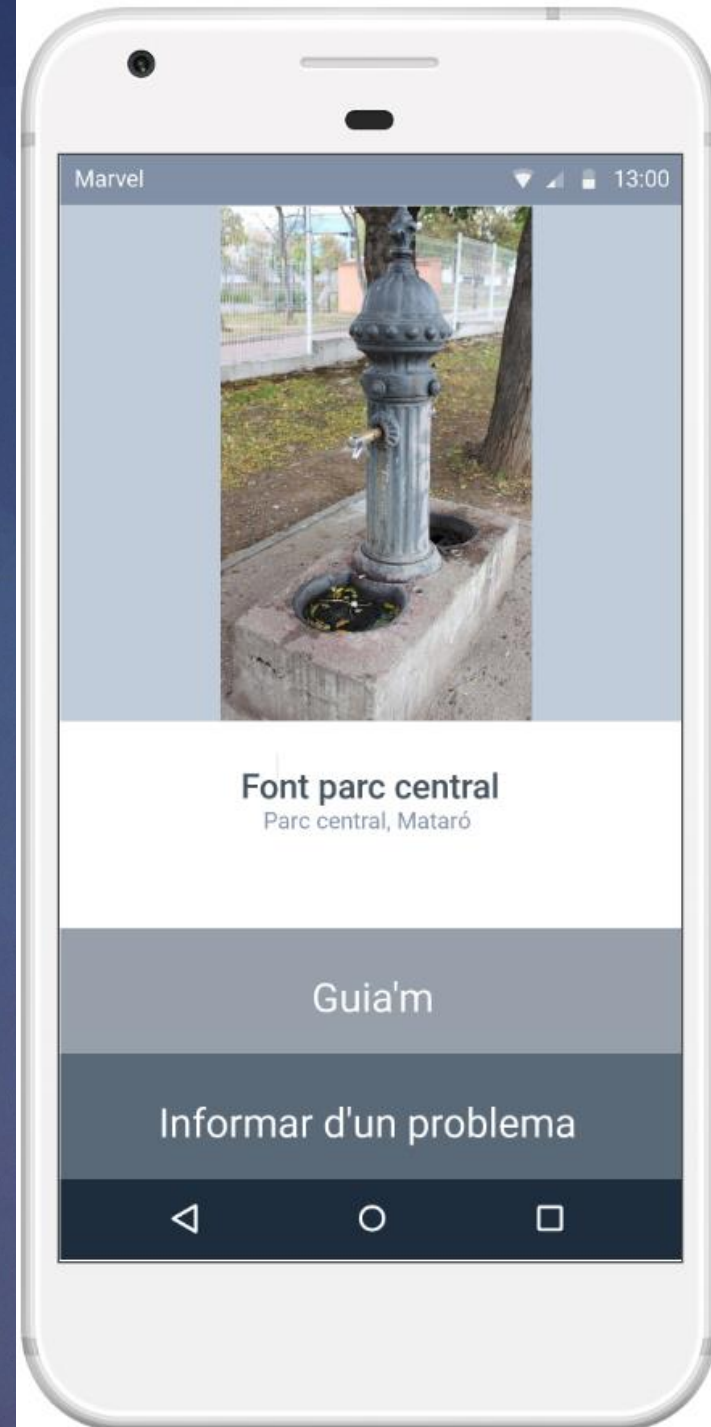 Marvel 13:00
Font parc central
Parc central, Mataró
Guia'm
Informar d'un problema